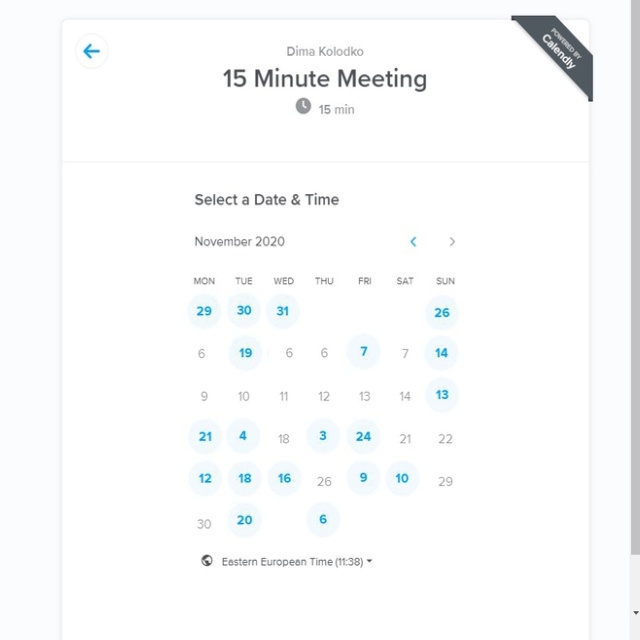 Dima Kolodko
POWERED BY
Calendly
15 Minute Meeting
15 min
Select a Date & Time
November 2020
MON TUE WED THU FRI SAT SUN
29 30 31 26
6 19 6 6 7 7 14
9 10 11 12 13 14 13
21 4 18 3 24 21 22
12 18 16 26 9 10 29
30 20 6
Eastern European Time (11:38)